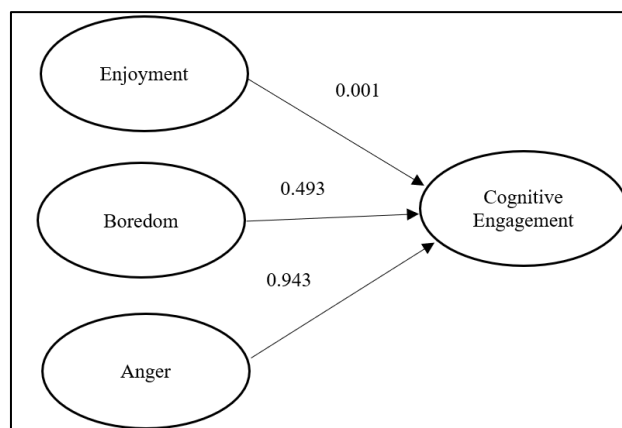 Enjoyment
0.001
Boredom
0.493
Cognitive
Engagement
0.943
Anger